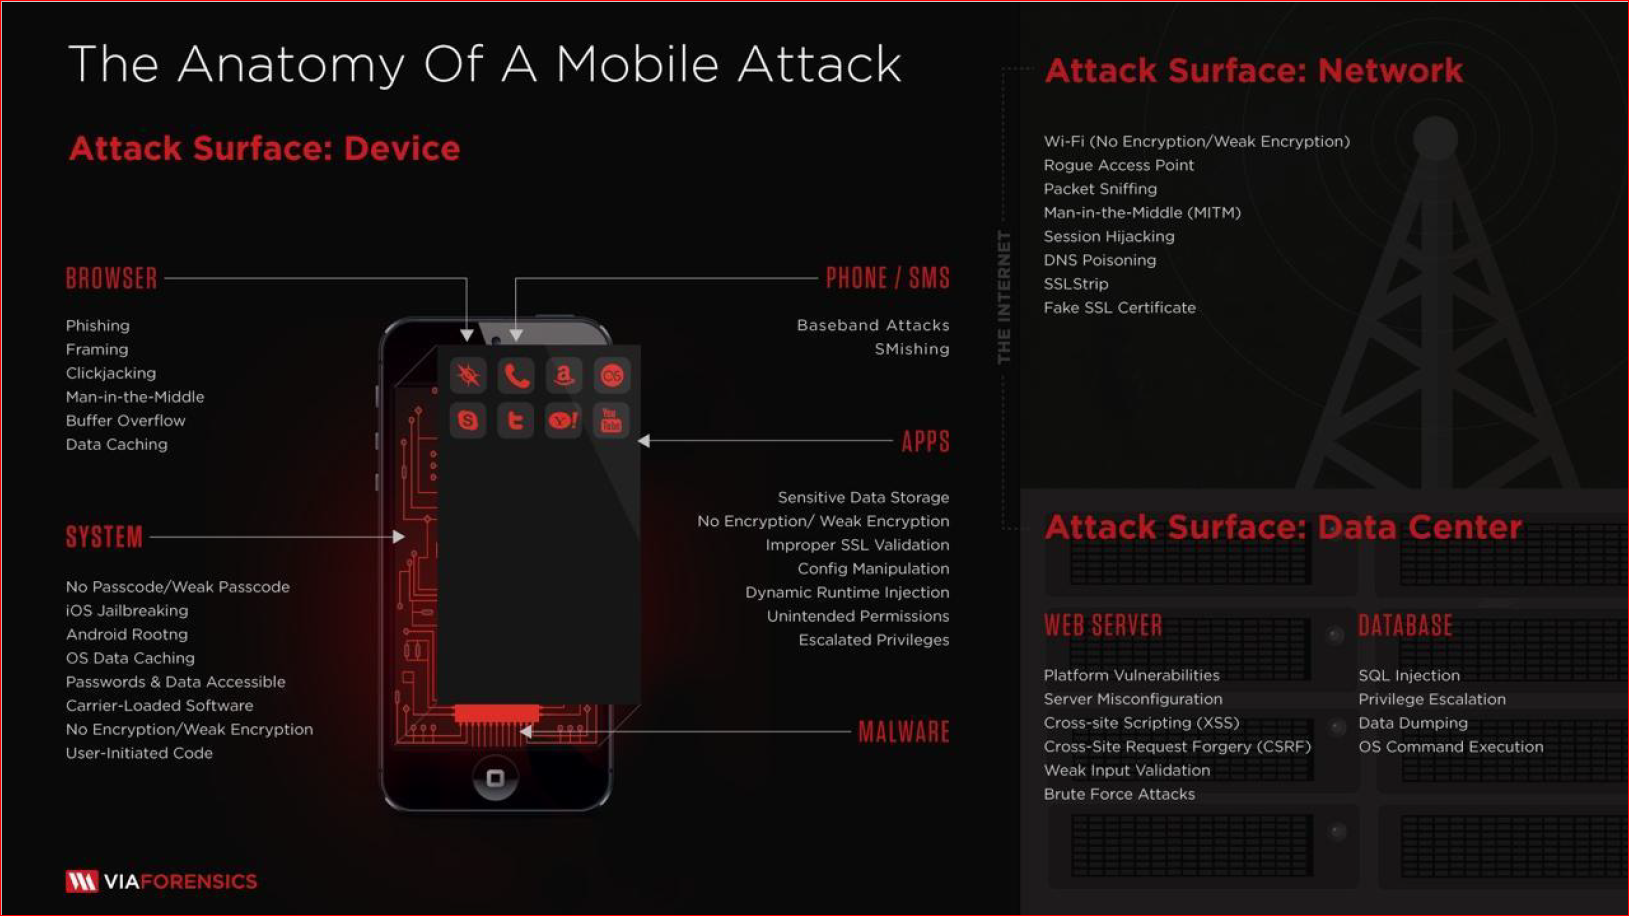 The Anatomy Of A Mobile Attack
Attack Surface: Device
BROWSER
Phishing
Framing
Clickjacking
Man-in-the-Middle
Buffer Overflow
Data Caching
SYSTEM
No Passcode/Weak Passcode
iOS Jailbreaking
Android Rootng
OS Data Caching
Passwords & Data Accessible
Carrier-Loaded Software
No Encryption/Weak Encryption
User-Initiated Code
PHONE / SMS
Baseband Attacks
SMishing
APPS
Sensitive Data Storage
No Encryption/ Weak Encryption
Improper SSL Validation
Config Manipulation
Dynamic Runtime Injection
Unintended Permissions
Escalated Privileges
MALWARE
a
S
t
Y!
You
Tube
VIAFORENSICS
THE INTERNET
Attack Surface: Network
Wi-Fi (No Encryption/Weak Encryption)
Rogue Access Point
Packet Sniffing
Man-in-the-Middle (MITM)
Session Hijacking
DNS Poisoning
SSLStrip
Fake SSL Certificate
Attack Surface: Data Center
WEB SERVER
Platform Vulnerabilities
Server Misconfiguration
Cross-site Scripting (XSS)
Cross-Site Request Forgery (CSRF)
Weak Input Validation
Brute Force Attacks
DATABASE
SQL Injection
Privilege Escalation
Data Dumping
OS Command Execution